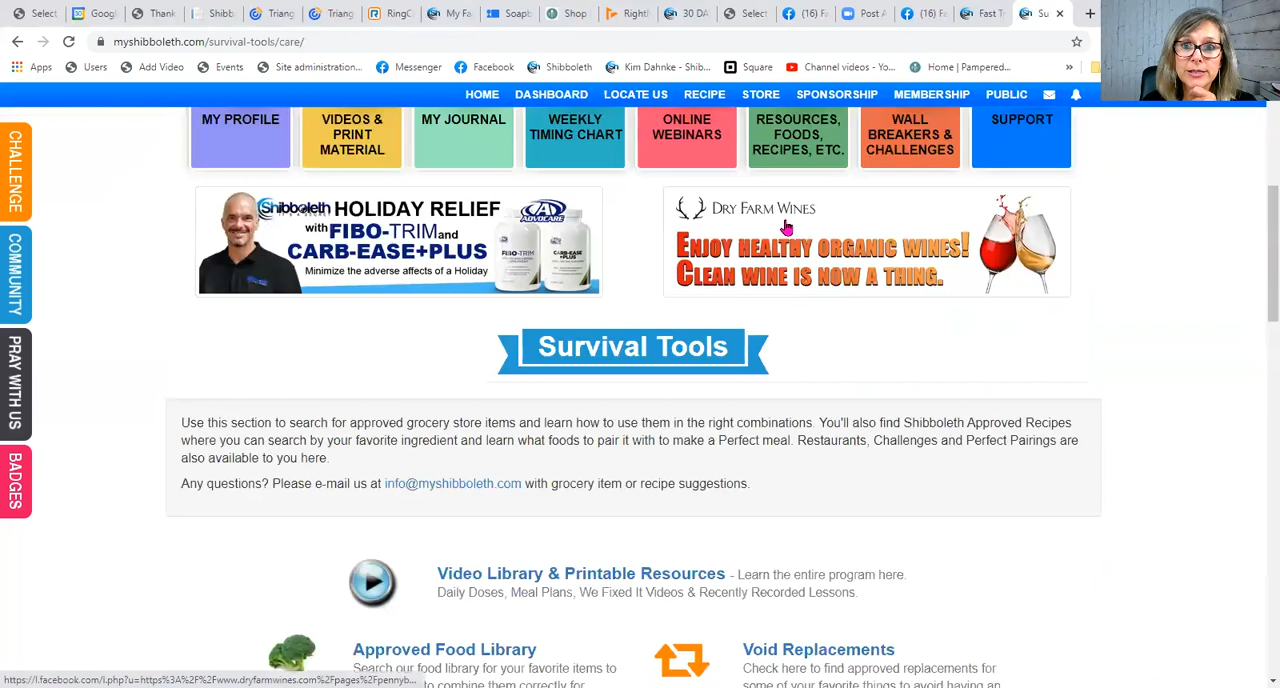 Select
Googl
Thank
Shibb
Triang
Triang
RingC
My Fa
Select
Soapb
Shop
Righth
30 DA
Select
(16) Fa
Post A
(16) Fa
Fast Tr
Su
myshibboleth.com/survival-tools/care/
Apps
Users
Add Video
Events
Site administration...
Messenger
Faceb
Shibboleth
Kim Dahnke - Shib...
Square
Channel videos - Yo...
Home | Pampered...
HOME DASHBOARD LOCATE US RECIPE STORE SPONSORSHIP MEMBERSHIP PUBLIC
CHALLENGE
COMMUNITY
PRAY WITH US
BADGES
MY PROFILE
VIDEOS &
PRINT
MATERIAL
MY JOURNAL
WEEKLY
TIMING CHART
ONLINE
WEBINARS
RESOURCES,
FOODS,
RECIPES, ETC.
WALL
BREAKERS &
CHALLENGES
SUPPORT
Shibboleth HOLIDAY RELIEF
with FIBO-TRIM and
CARB-EASE+PLUS
Minimize the adverse affects of a Holiday
ADVOCARE
FIBO-TRIM
CARB-EASE
+PLUS
DRY FARM WINES
ENJOY HEALTHY ORGANIC WINES!
CLEAN WINE IS NOW A THING.
Survival Tools
Use this section to search for approved grocery store items and learn how to use them in the right combinations. You'll also find Shibboleth Approved Recipes
where you can search by your favorite ingredient and learn what foods to pair it with to make a Perfect meal. Restaurants, Challenges and Perfect Pairings are
also available to you here.
Any questions? Please e-mail us at info@myshibboleth.com with grocery item or recipe suggestions.
Video Library & Printable Resources - Learn the entire program here.
Daily Doses, Meal Plans, We Fixed It Videos & Recently Recorded Lessons.
Approved Food Library
Search our food library for your favorite items to
to combine them correctly for
Void Replacements
Check here to find approved replacements for
some of your favorite things to avoid having an
https://l.facebook.com/l.php?u=https%3A%2F%2Fwww.dryfarmwines.com%2Fpages%2Fpennyb...